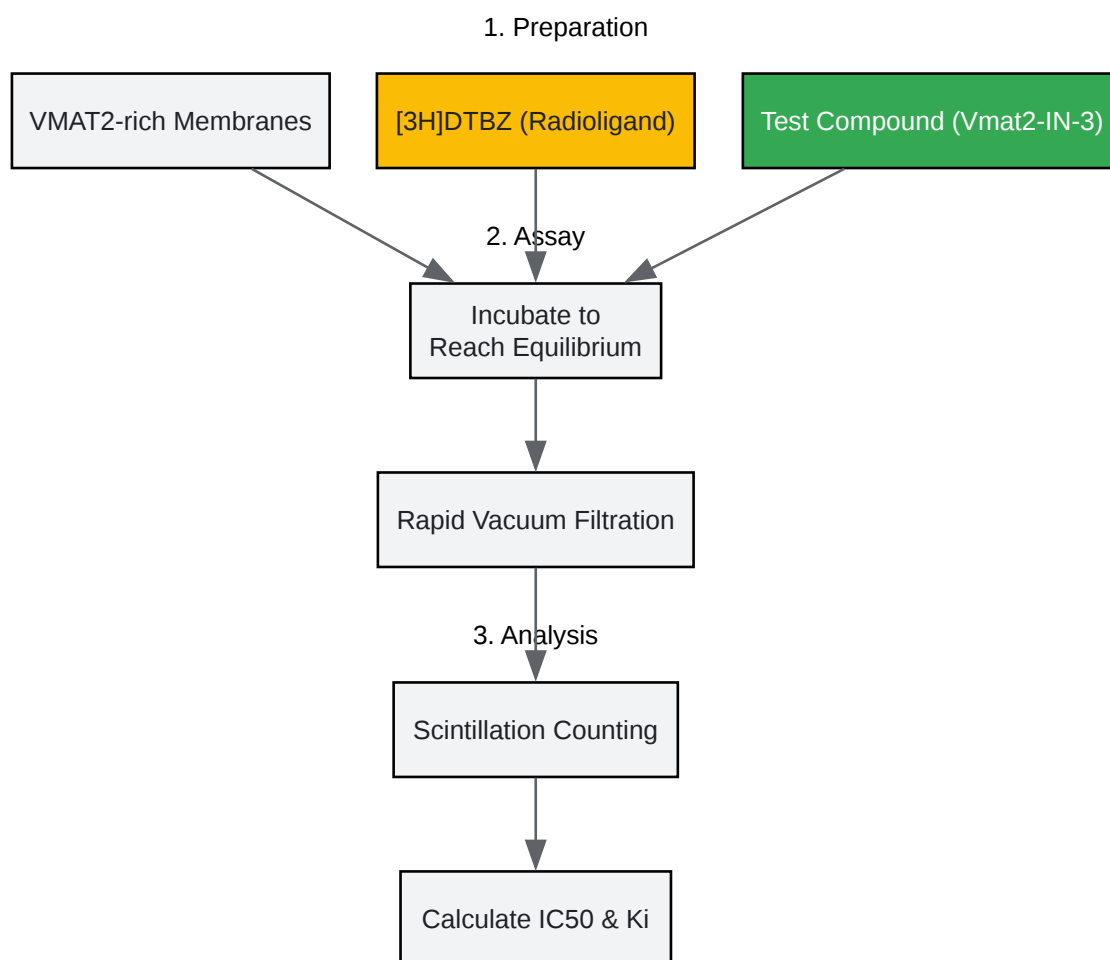 1. Preparation
VMAT2-rich Membranes
[3H]DTBZ (Radioligand)
Test Compound (Vmat2-IN-3)
2. Assay
Incubate to
Reach Equilibrium
Rapid Vacuum Filtration
3. Analysis
Scintillation Counting
Calculate IC50 & Ki